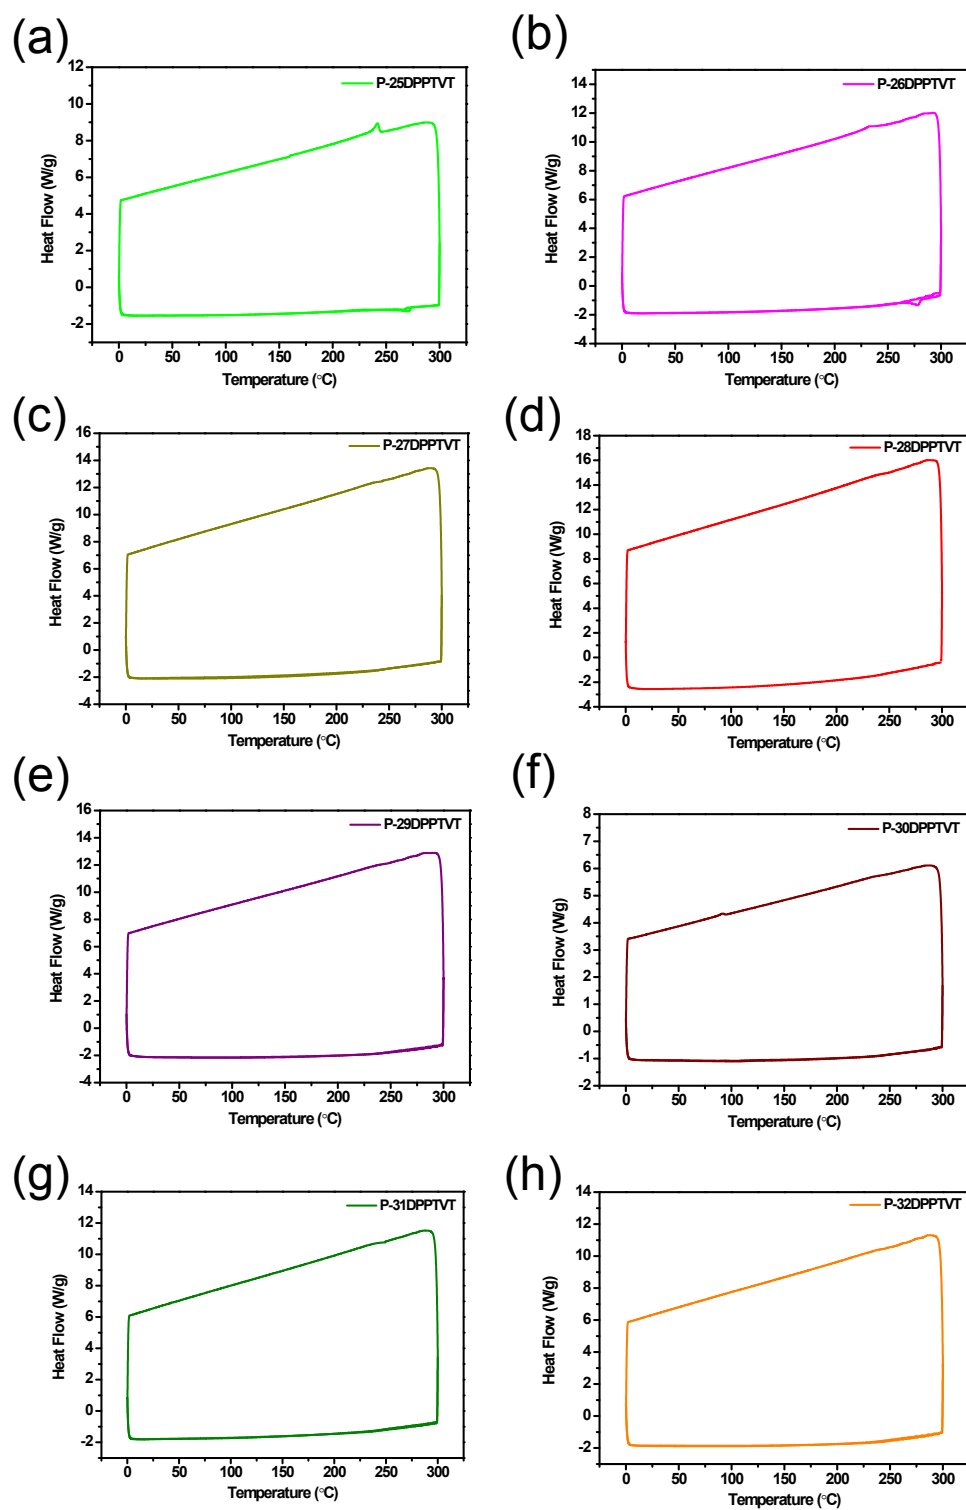 (a)
P-25DPPTVT
Heat Flow (W/g)
12
10
8
6
4
2
0
-2
0 50 100 150 200 250 300
Temperature (°C)
(b)
P-26DPPTVT
Heat Flow (W/g)
14
12
10
8
6
4
2
0
-2
-4
0 50 100 150 200 250 300
Temperature (°C)
(c)
P-27DPPTVT
Heat Flow (W/g)
16
14
12
10
8
6
4
2
0
-2
-4
0 50 100 150 200 250 300
Temperature (°C)
(d)
P-28DPPTVT
Heat Flow (W/g)
18
16
14
12
10
8
6
4
2
0
-2
-4
0 50 100 150 200 250 300
Temperature (°C)
(e)
P-29DPPTVT
Heat Flow (W/g)
16
14
12
10
8
6
4
2
0
-2
-4
0 50 100 150 200 250 300
Temperature (°C)
(f)
P-30DPPTVT
Heat Flow (W/g)
8
7
6
5
4
3
2
1
0
-1
-2
0 50 100 150 200 250 300
Temperature (°C)
(g)
P-31DPPTVT
Heat Flow (W/g)
14
12
10
8
6
4
2
0
-2
0 50 100 150 200 250 300
Temperature (°C)
(h)
P-32DPPTVT
Heat Flow (W/g)
14
12
10
8
6
4
2
0
-2
0 50 100 150 200 250 300
Temperature (°C)